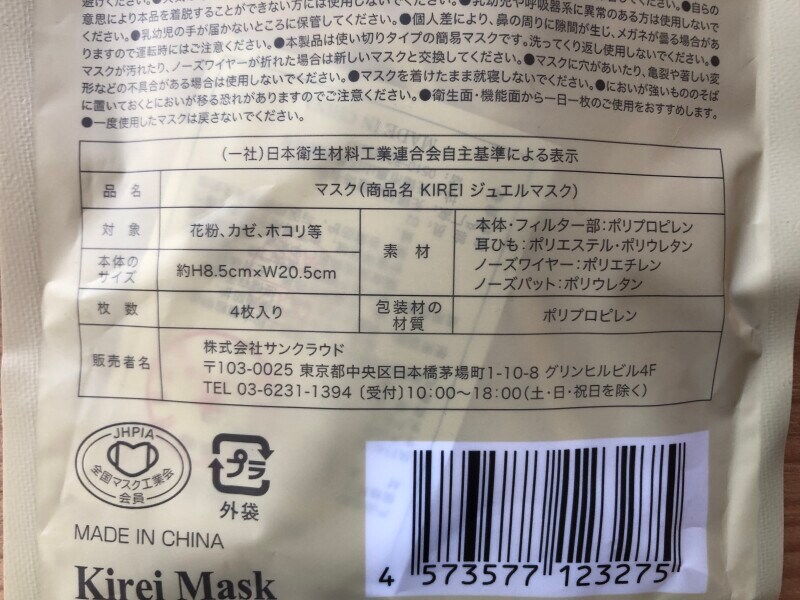 意思により本品を着脱することができない方には使用しないでください。●乳幼児や呼吸器系に異常のある方は使用しないで
ください。●乳幼児の手が届かないところに保管してください。●個人差により、鼻の周りに隙間が生じ、メガネが曇る場合があ
りますので運転時にはご注意ください。●本製品は使い切りタイプの簡易マスクです。洗ってくり返し使用しないでください。●
マスクが汚れたり、ノーズワイヤーが折れた場合は新しいマスクと交換してください。●マスクに穴があいたり、亀裂や著しい変
形などの不具合がある場合は使用しないでください。●マスクを着けたまま就寝しないでください。●においが強いもののそば
に置いておくとにおいが移る恐れがありますのでご注意ください。●衛生面・機能面から一日一枚のご使用をおすすめします。
●一度使用したマスクは戻さないでください。
(一社)日本衛生材料工業連合会自主基準による表示
品名 マスク(商品名 KIREI ジュエルマスク)
対象 花粉、カゼ、ホコリ等
本体の
サイズ
約H8.5cm×W20.5cm
素材
本体・フィルター部:ポリプロピレン
耳ひも:ポリエステル・ポリウレタン
ノーズワイヤー:ポリエチレン
ノーズパット:ポリウレタン
枚数 4枚入り
包装材の
材質
ポリプロピレン
販売者名
株式会社サンクラウド
〒103-0025 東京都中央区日本橋茅場町1-10-8 グリンヒルビル4F
TEL 03-6231-1394 〔受付〕10:00〜18:00(土・日・祝日を除く)
JHPIA
全国マスク工業会
会員
プラ
外袋
MADE IN CHINA
Kirei Mask
4 573577 123275